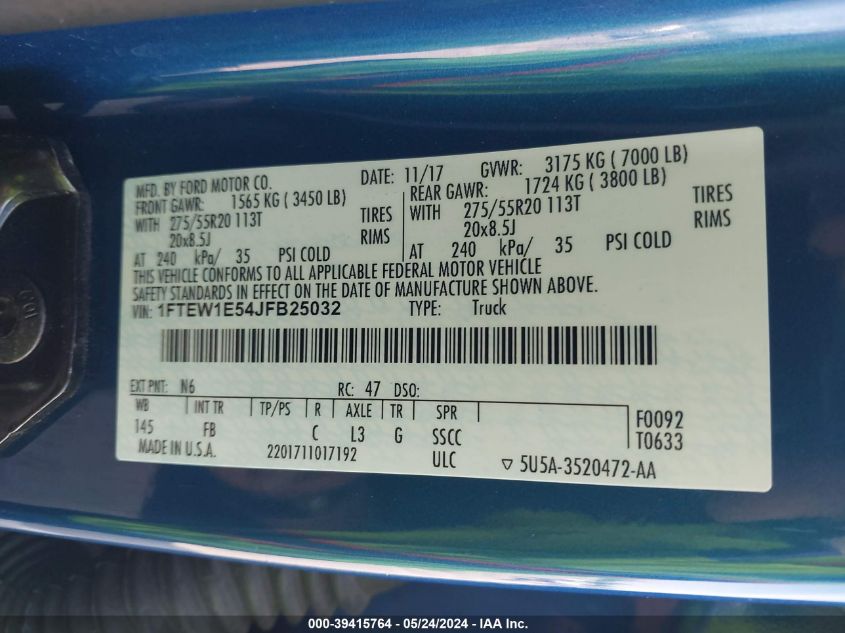 MFD. BY FORD MOTOR CO. DATE: 11/17 GVWR: 3175 KG ( 7000 LB)
FRONT GAWR: 1565 KG ( 3450 LB) REAR GAWR: 1724 KG ( 3800 LB)
WITH 275/55R20 113T TIRES WITH 275/55R20 113T TIRES
20x8.5J RIMS 20x8.5J RIMS
AT 240 kPa/ 35 PSI COLD AT 240 kPa/ 35 PSI COLD
THIS VEHICLE CONFORMS TO ALL APPLICABLE FEDERAL MOTOR VEHICLE
SAFETY STANDARDS IN EFFECT ON THE DATE OF MANUFACTURE SHOWN ABOVE.
VIN: 1FTEW1E54JFB25032 TYPE: Truck
EXT PNT: N6 RC: 47 DSO:
WB INT TR TP/PS R AXLE TR SPR F0092
145 FB C L3 G SSCC T0633
MADE IN U.S.A. 2201711017192 ULC ▽ 5U5A-3520472-AA
000-39415764 - 05/24/2024 - IAA Inc.